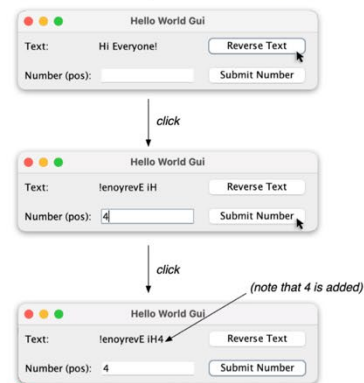 Hello World Gui
Text: Hi Everyone! Reverse Text
Number (pos): Submit Number
click
Hello World Gui
Text: !enoyrevE iH Reverse Text
Number (pos): 4 Submit Number
click
(note that 4 is added)
Hello World Gui
Text: !enoyrevE iH4 Reverse Text
Number (pos): 4 Submit Number